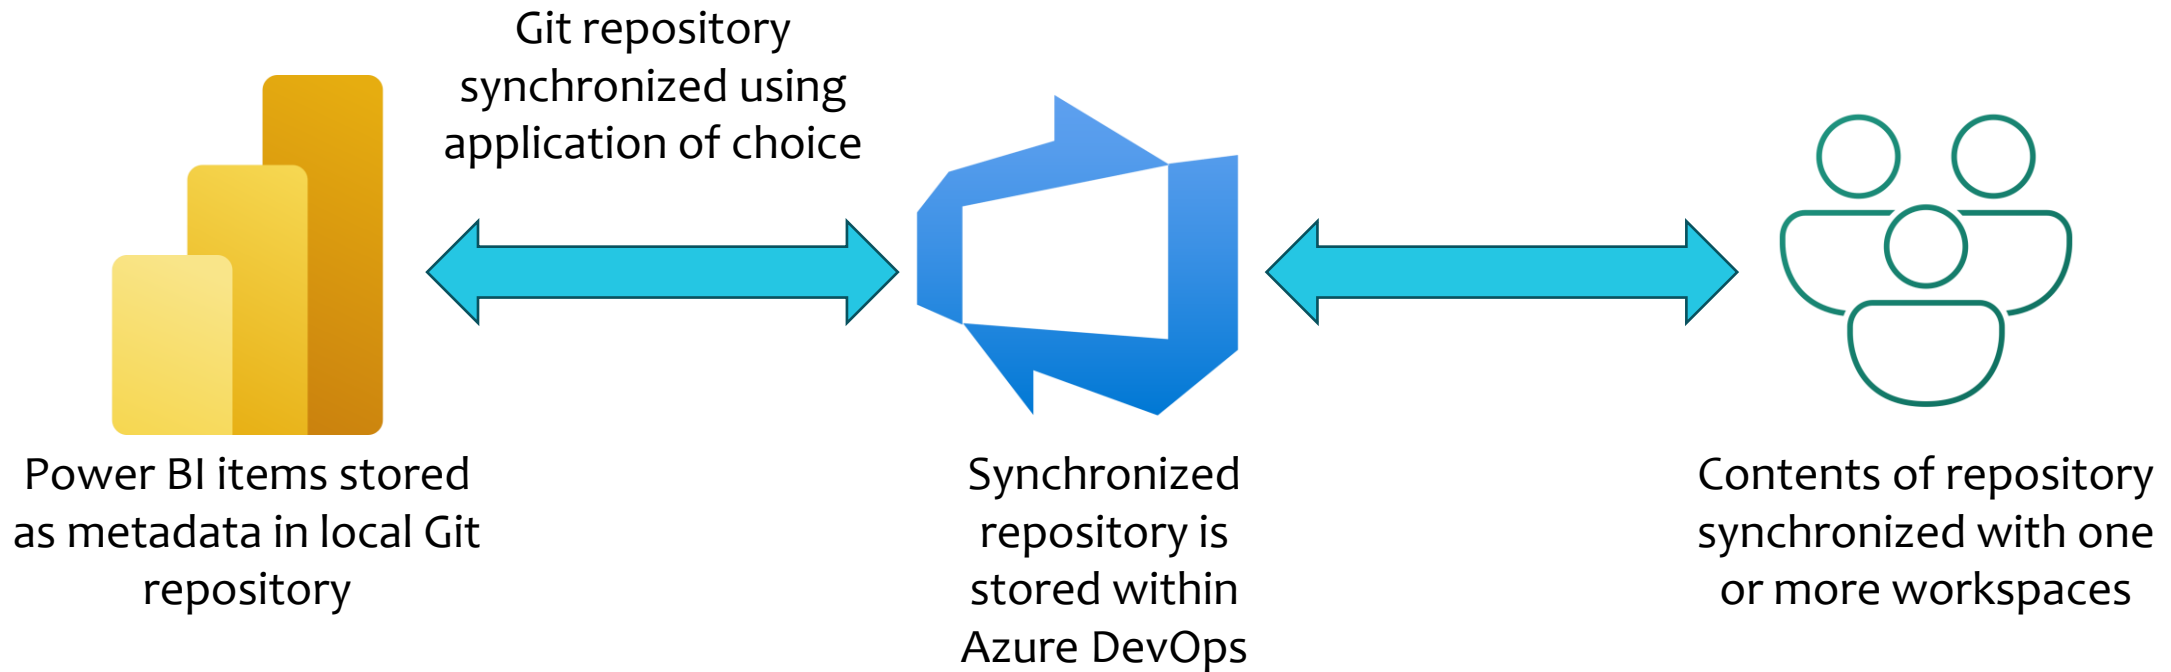 Git repository
synchronized using
application of choice
Power BI items stored
as metadata in local Git
repository
Synchronized
repository is
stored within
Azure DevOps
Contents of repository
synchronized with one
or more workspaces